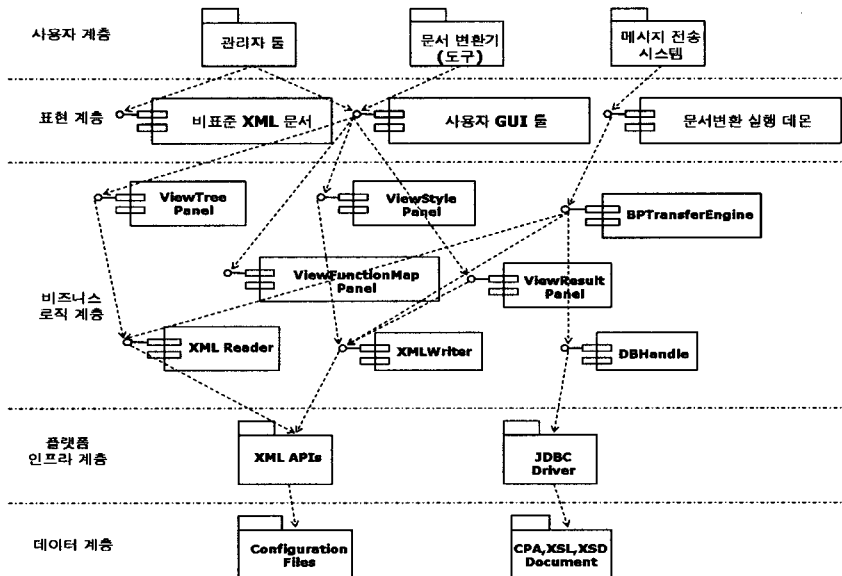 사용자 계층
관리자 툴
문서 변환기
(도구)
메시지 전송
시스템
표현 계층
비표준 XML 문서
사용자 GUI 툴
문서변환 실행 데몬
ViewTree
Panel
ViewStyle
Panel
BPTransferEngine
ViewFunctionMap
Panel
ViewResult
Panel
비즈니스
로직 계층
XML Reader
XMLWriter
DBHandle
플랫폼
인프라 계층
XML APIs
JDBC
Driver
데이터 계층
Configuration
Files
CPA,XSL,XSD
Document